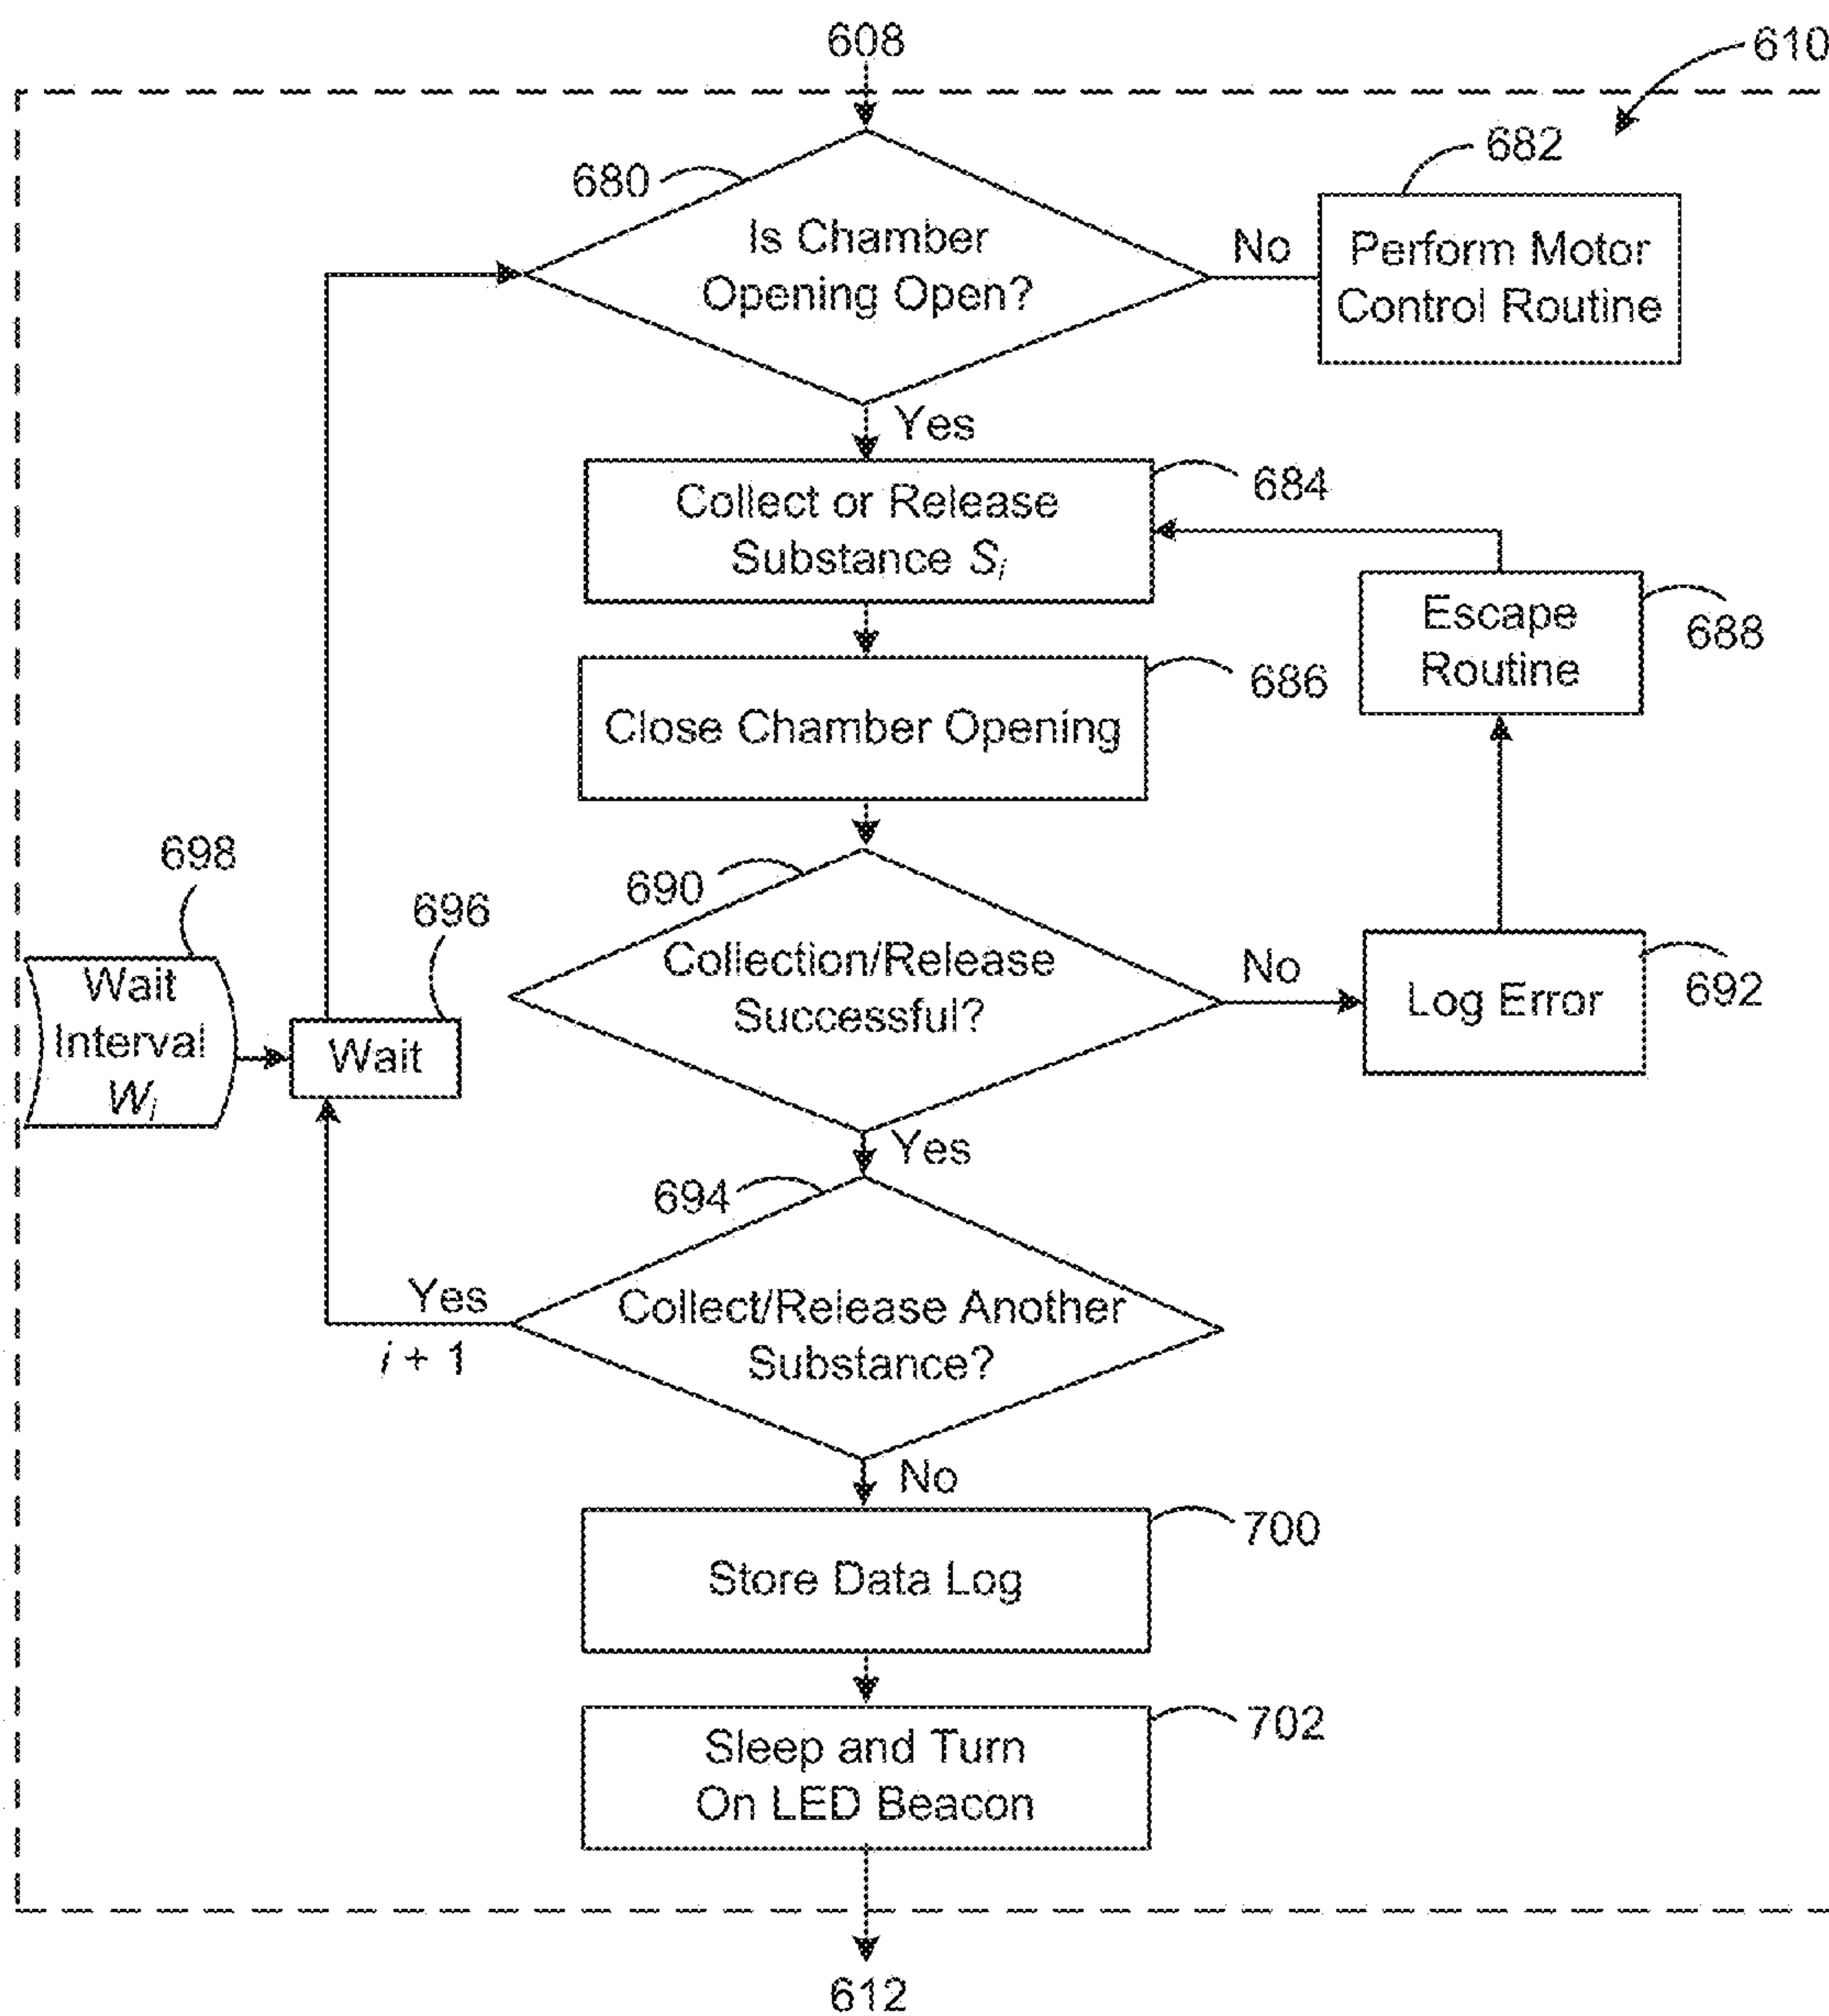 608
610
682
680
Is Chamber
Opening Open?
No
Perform Motor
Control Routine
Yes
684
Collect or Release
Substance Si
Escape
Routine
688
686
Close Chamber Opening
698
690
696
Wait
Interval
Wi
Wait
Collection/Release
Successful?
No
Log Error
692
Yes
694
Yes
i + 1
Collect/Release Another
Substance?
No
700
Store Data Log
702
Sleep and Turn
On LED Beacon
612